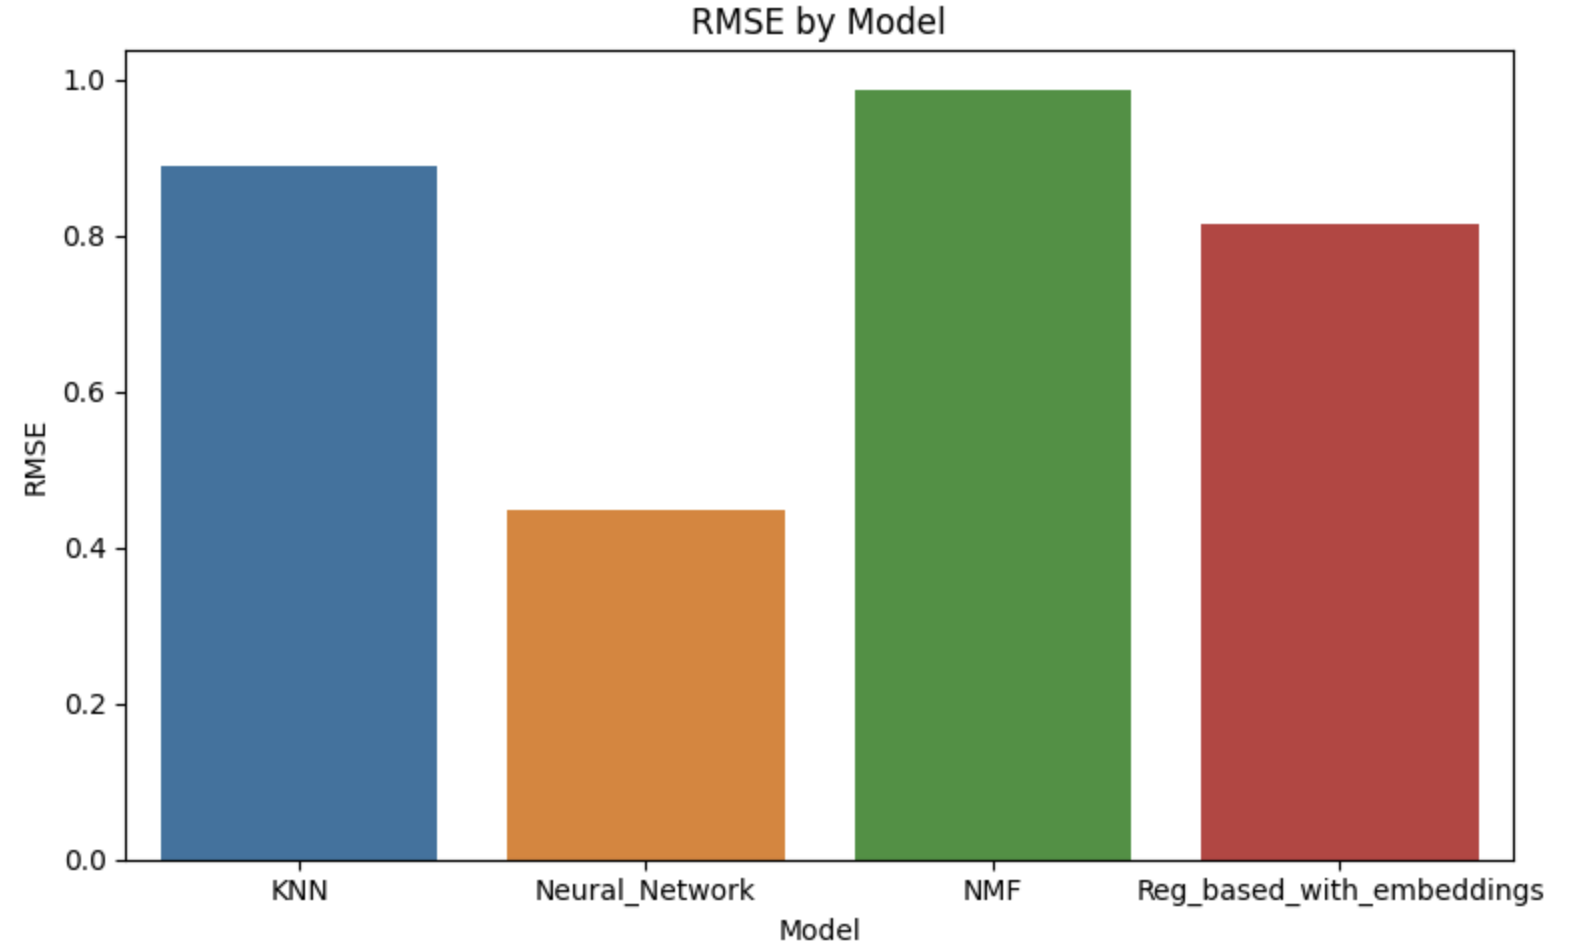 RMSE by Model
1.0
0.8
0.6
0.4
0.2
0.0
RMSE
KNN Neural_Network NMF Reg_based_with_embeddings
Model